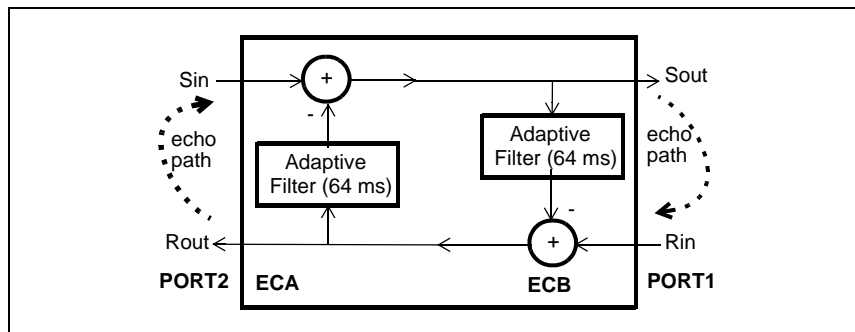 Sin
+
Sout
-
echo
path
Adaptive
Filter (64 ms)
Adaptive
Filter (64 ms)
echo
path
-
Rout
+
Rin
PORT2
ECA
ECB
PORT1